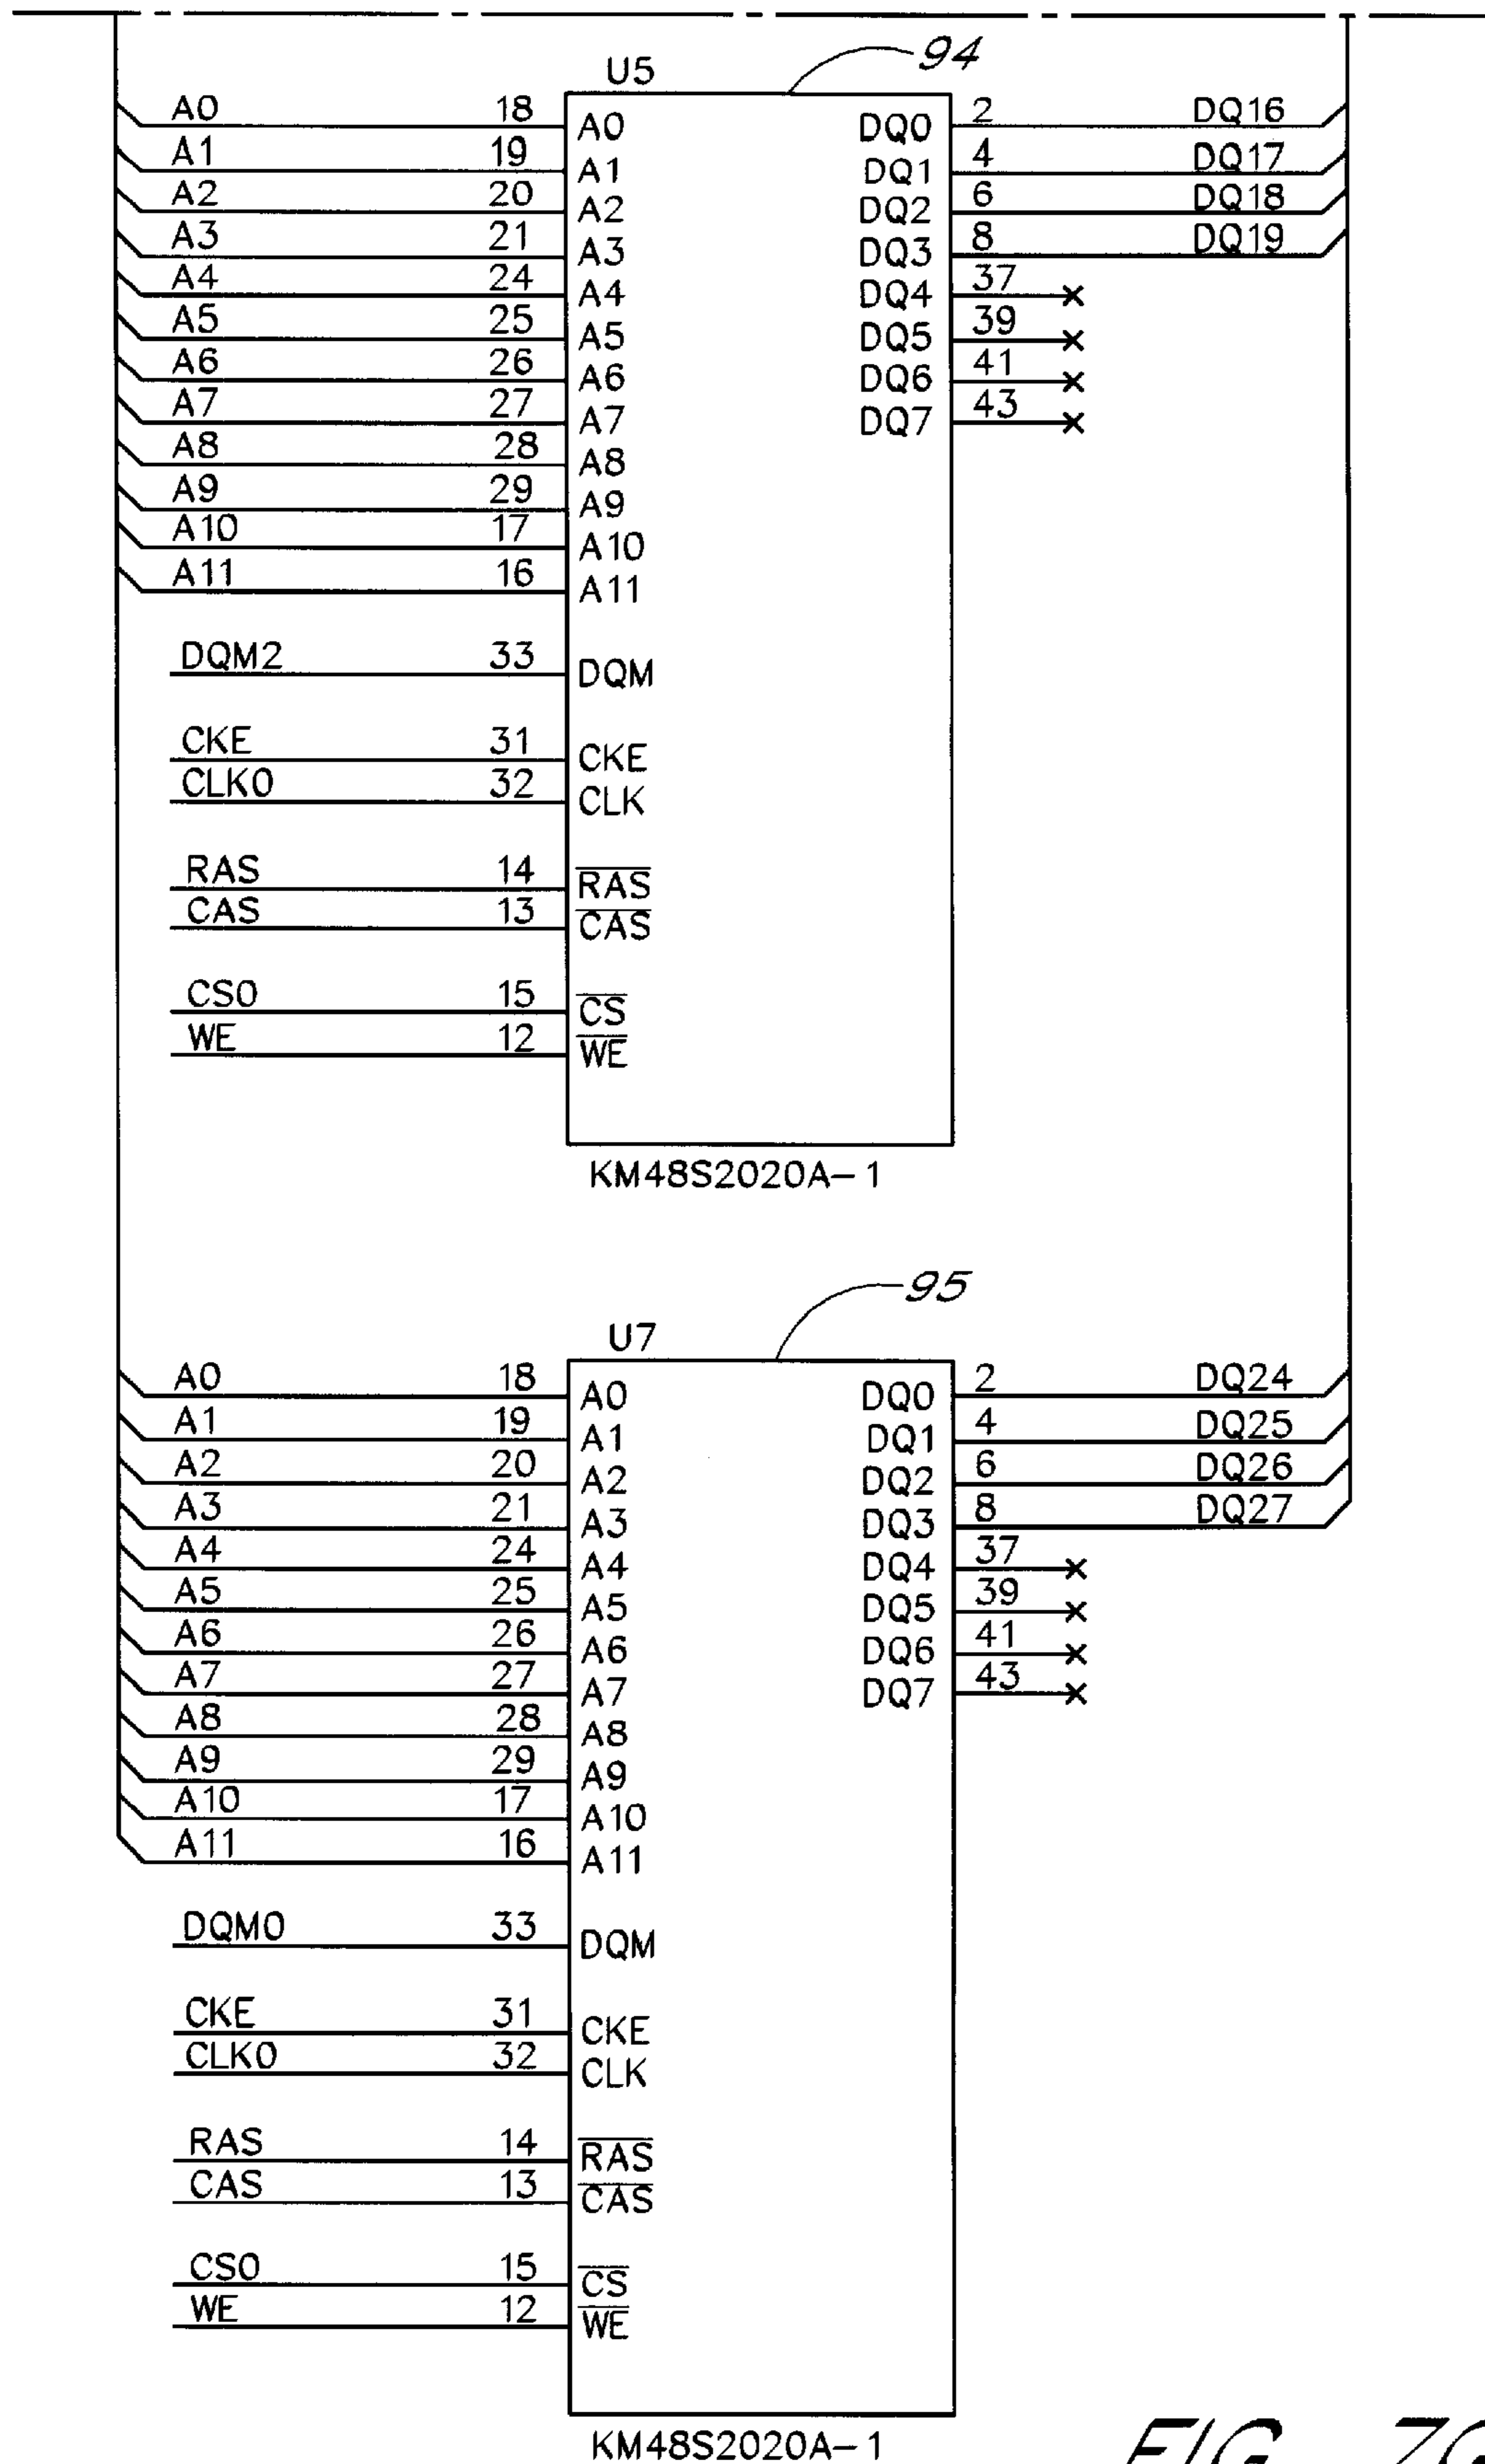 94
U5
A0 18 A0 DQ0 2 DQ16
A1 19 A1 DQ1 4 DQ17
A2 20 A2 DQ2 6 DQ18
A3 21 A3 DQ3 8 DQ19
A4 24 A4 DQ4 37
A5 25 A5 DQ5 39
A6 26 A6 DQ6 41
A7 27 A7 DQ7 43
A8 28 A8
A9 29 A9
A10 17 A10
A11 16 A11
DQM2 33 DQM
CKE 31 CKE
CLK0 32 CLK
RAS 14 RAS
CAS 13 CAS
CS0 15 CS
WE 12 WE
KM48S2020A-1
95
U7
A0 18 A0 DQ0 2 DQ24
A1 19 A1 DQ1 4 DQ25
A2 20 A2 DQ2 6 DQ26
A3 21 A3 DQ3 8 DQ27
A4 24 A4 DQ4 37
A5 25 A5 DQ5 39
A6 26 A6 DQ6 41
A7 27 A7 DQ7 43
A8 28 A8
A9 29 A9
A10 17 A10
A11 16 A11
DQM0 33 DQM
CKE 31 CKE
CLK0 32 CLK
RAS 14 RAS
CAS 13 CAS
CS0 15 CS
WE 12 WE
KM48S2020A-1
FIG.